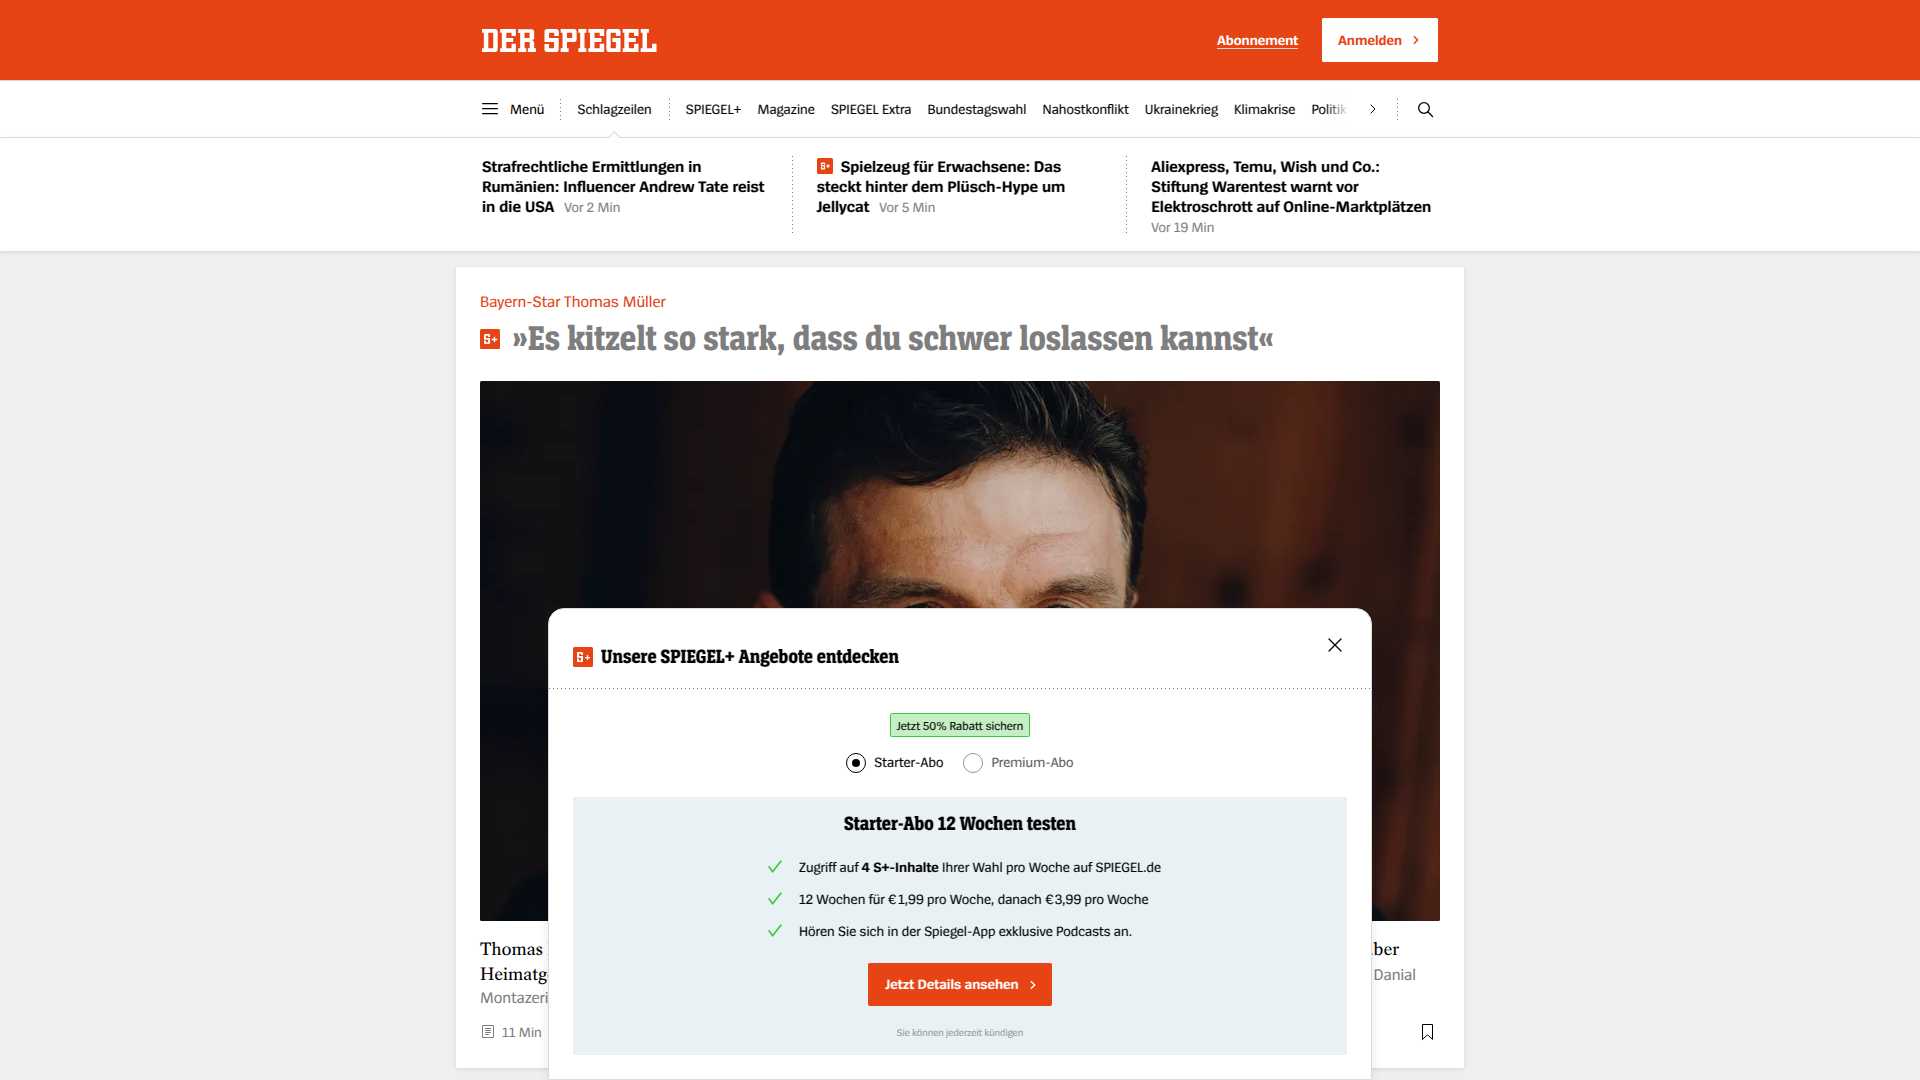 DER SPIEGEL
Abonnement
Anmelden
Menü
Schlagzeilen
SPIEGEL+
Magazine
SPIEGEL Extra
Bundestagswahl
Nahostkonflikt
Ukrainekrieg
Klimakrise
Politik
Strafrechtliche Ermittlungen in
Rumänien: Influencer Andrew Tate reist
in die USA Vor 2 Min
S+ Spielzeug für Erwachsene: Das
steckt hinter dem Plüsch-Hype um
Jellycat Vor 5 Min
Aliexpress, Temu, Wish und Co.:
Stiftung Warentest warnt vor
Elektroschrott auf Online-Marktplätzen
Vor 19 Min
Bayern-Star Thomas Müller
S+ »Es kitzelt so stark, dass du schwer loslassen kannst«
S+ Unsere SPIEGEL+ Angebote entdecken
Jetzt 50% Rabatt sichern
Starter-Abo
Premium-Abo
Starter-Abo 12 Wochen testen
Zugriff auf 4 S+-Inhalte Ihrer Wahl pro Woche auf SPIEGEL.de
12 Wochen für € 1,99 pro Woche, danach € 3,99 pro Woche
Hören Sie sich in der Spiegel-App exklusive Podcasts an.
Jetzt Details ansehen
Sie können jederzeit kündigen
Thomas
Danial
11 Min